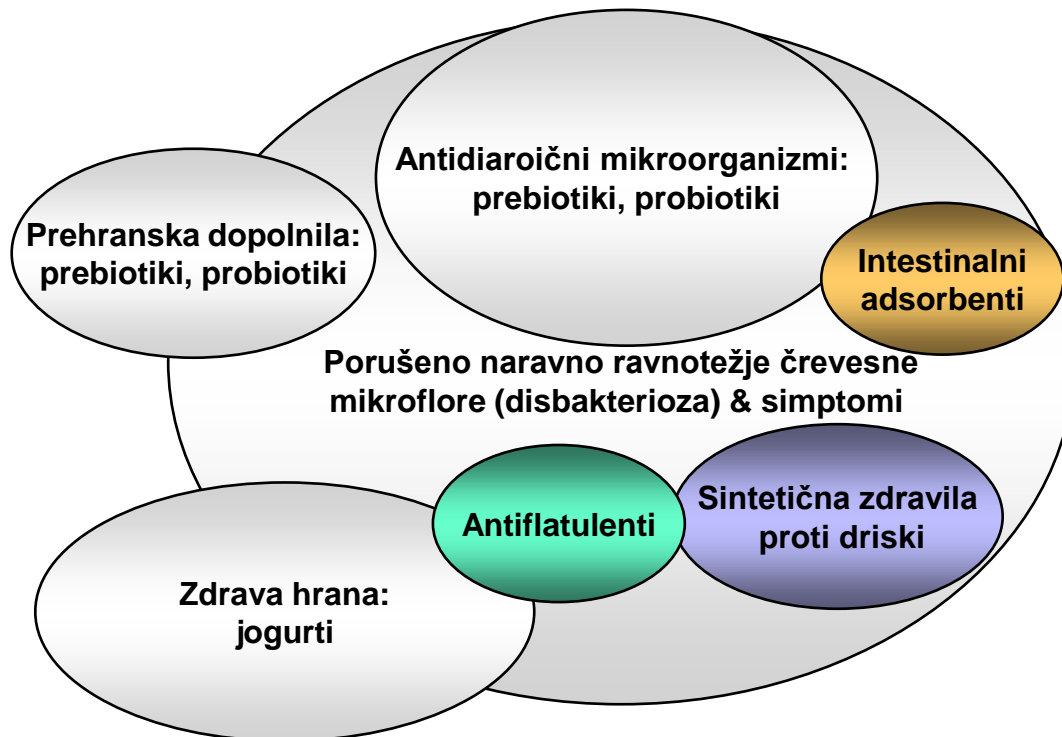 Antidiaroični mikroorganizmi:
prebiotiki, probiotiki
Prehranska dopolnila:
prebiotiki, probiotiki
Intestinalni
adsorbenti
Porušeno naravno ravnotežje črevesne
mikroflore (disbakterioza) & simptomi
Antiflatulenti
Sintetična zdravila
proti driski
Zdrava hrana:
jogurti